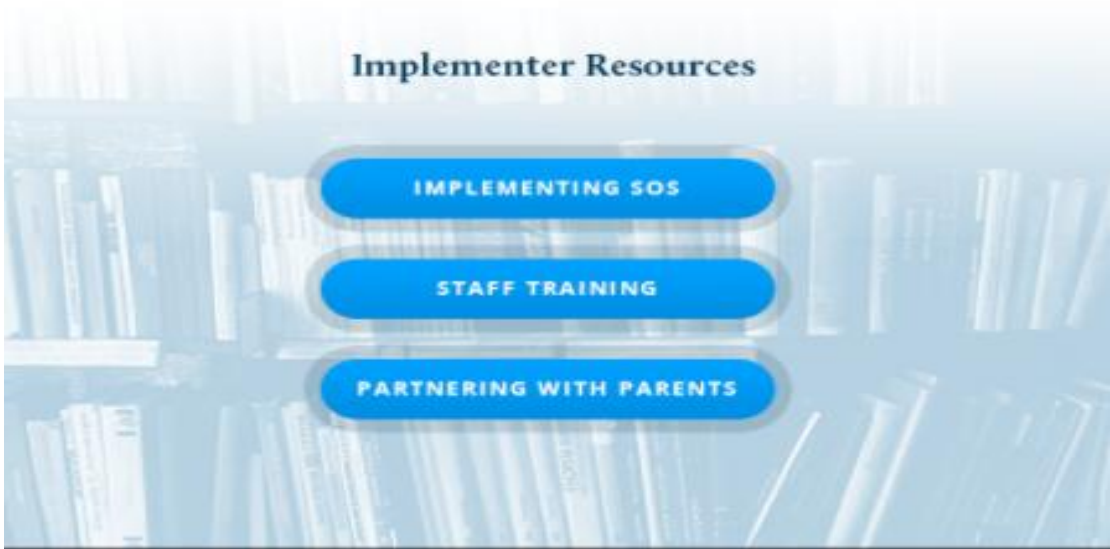 Implementer Resources
IMPLEMENTING SOS
STAFF TRAINING
PARTNERING WITH PARENTS